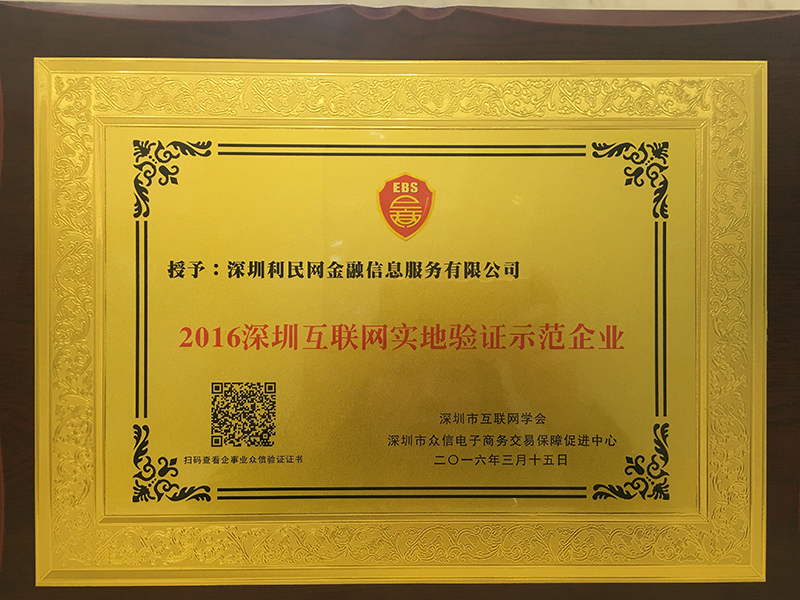 EBS
授予：深圳利民网金融信息服务有限公司
2016深圳互联网实地验证示范企业
扫码查看企事业众信验证证书
深圳市互联网学会
深圳市众信电子商务交易保障促进中心
二〇一六年三月十五日